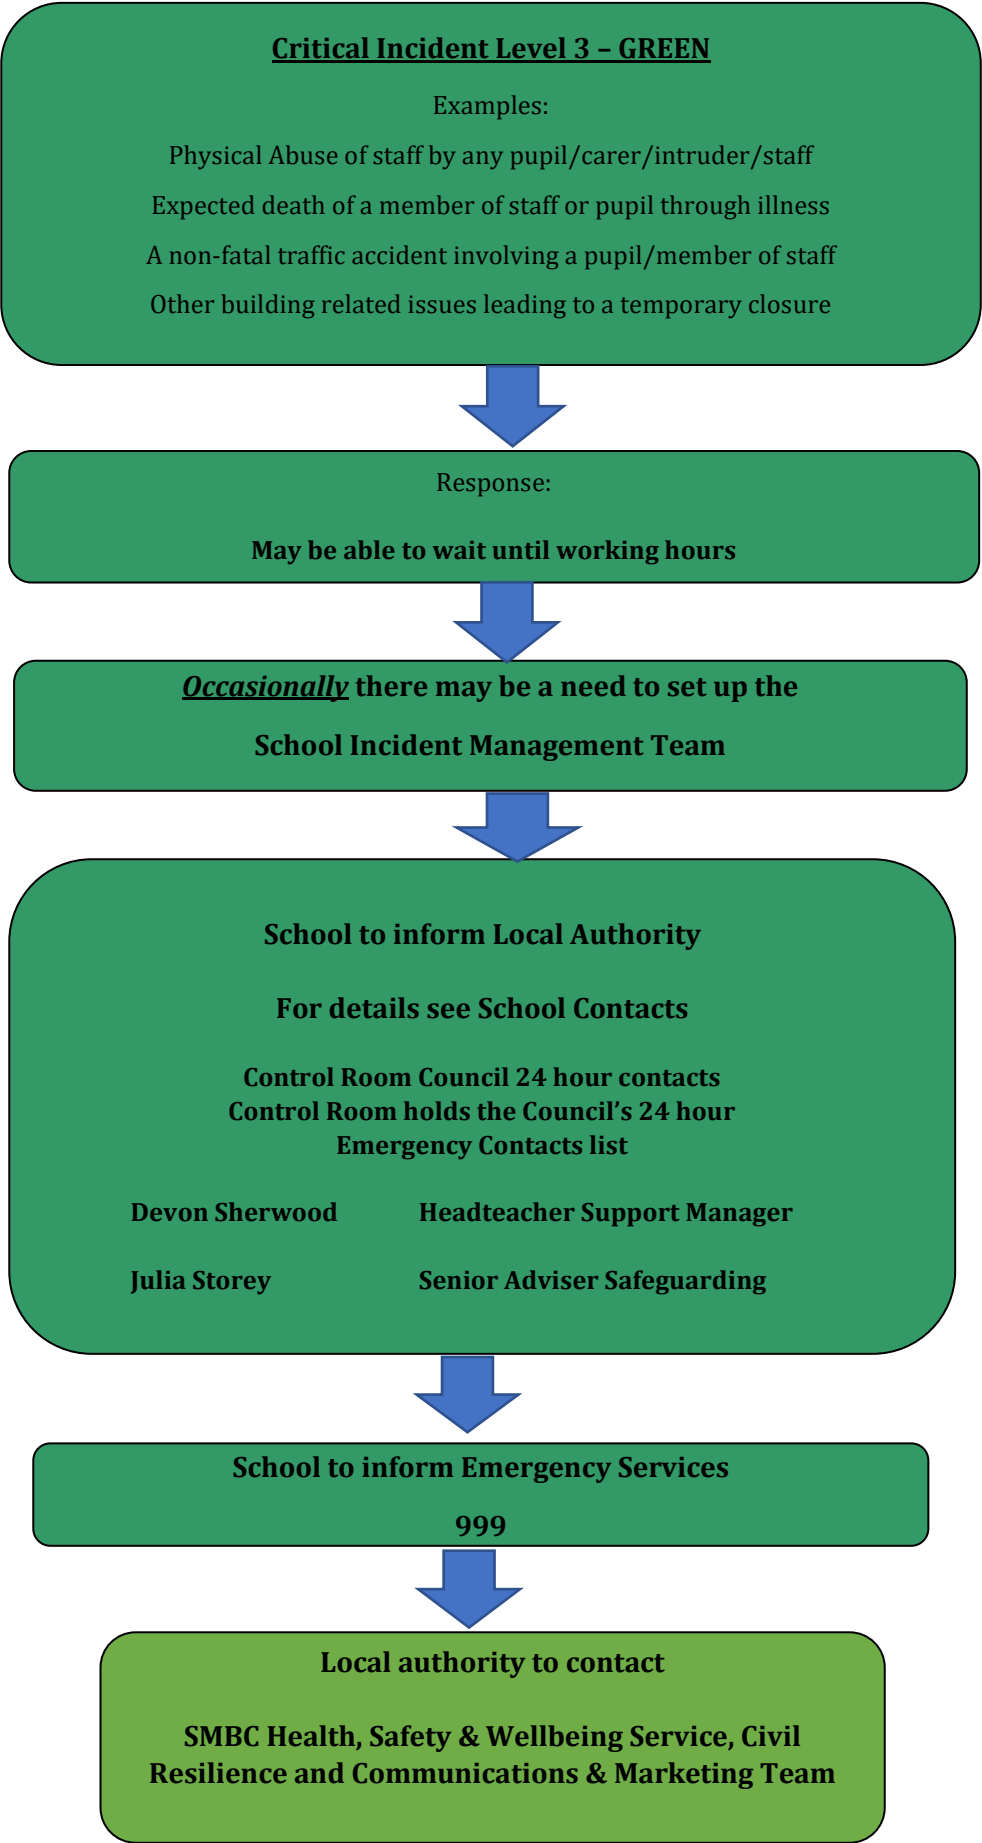 Critical Incident Level 3 – GREEN
Examples:
Physical Abuse of staff by any pupil/carer/intruder/staff
Expected death of a member of staff or pupil through illness
A non-fatal traffic accident involving a pupil/member of staff
Other building related issues leading to a temporary closure
Response:
May be able to wait until working hours
Occasionally there may be a need to set up the
School Incident Management Team
School to inform Local Authority
For details see School Contacts
Control Room Council 24 hour contacts
Control Room holds the Council’s 24 hour
Emergency Contacts list
Devon Sherwood Headteacher Support Manager
Julia Storey Senior Adviser Safeguarding
School to inform Emergency Services
999
Local authority to contact
SMBC Health, Safety & Wellbeing Service, Civil
Resilience and Communications & Marketing Team